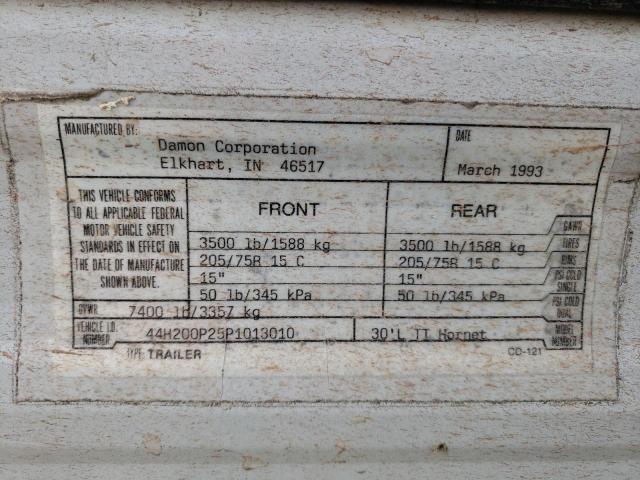 MANUFACTURED BY:
Damon Corporation
Elkhart, IN 46517
DATE
March 1993
THIS VEHICLE CONFORMS
TO ALL APPLICABLE FEDERAL
MOTOR VEHICLE SAFETY
STANDARDS IN EFFECT ON
THE DATE OF MANUFACTURE
SHOWN ABOVE.
FRONT REAR
GAWR
3500 lb/1588 kg 3500 lb/1588 kg TIRES
205/75R 15 C 205/75R 15 C RIMS
15" 15" PSI COLD SINGLE
50 lb/345 kPa 50 lb/345 kPa PSI COLD DUAL
GVWR 7400 lb/3357 kg
VEHICLE I.D. NUMBER 44H200P25P1013010 30'L TT Hornet MODEL NUMBER
TYPE: TRAILER CD-121